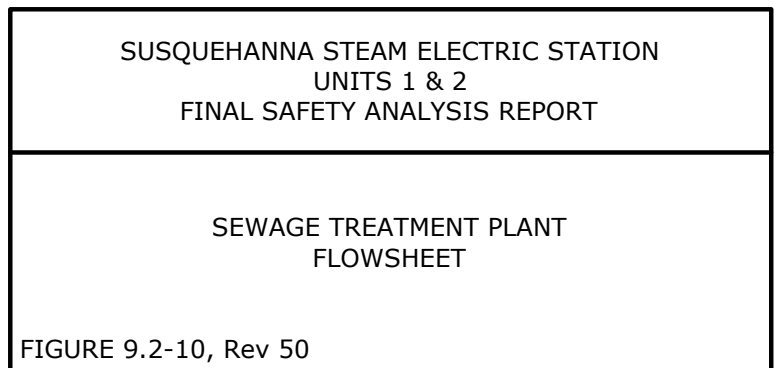 SUSQUEHANNA STEAM ELECTRIC STATION
UNITS 1 & 2
FINAL SAFETY ANALYSIS REPORT
SEWAGE TREATMENT PLANT
FLOWSHEET
FIGURE 9.2-10, Rev 50